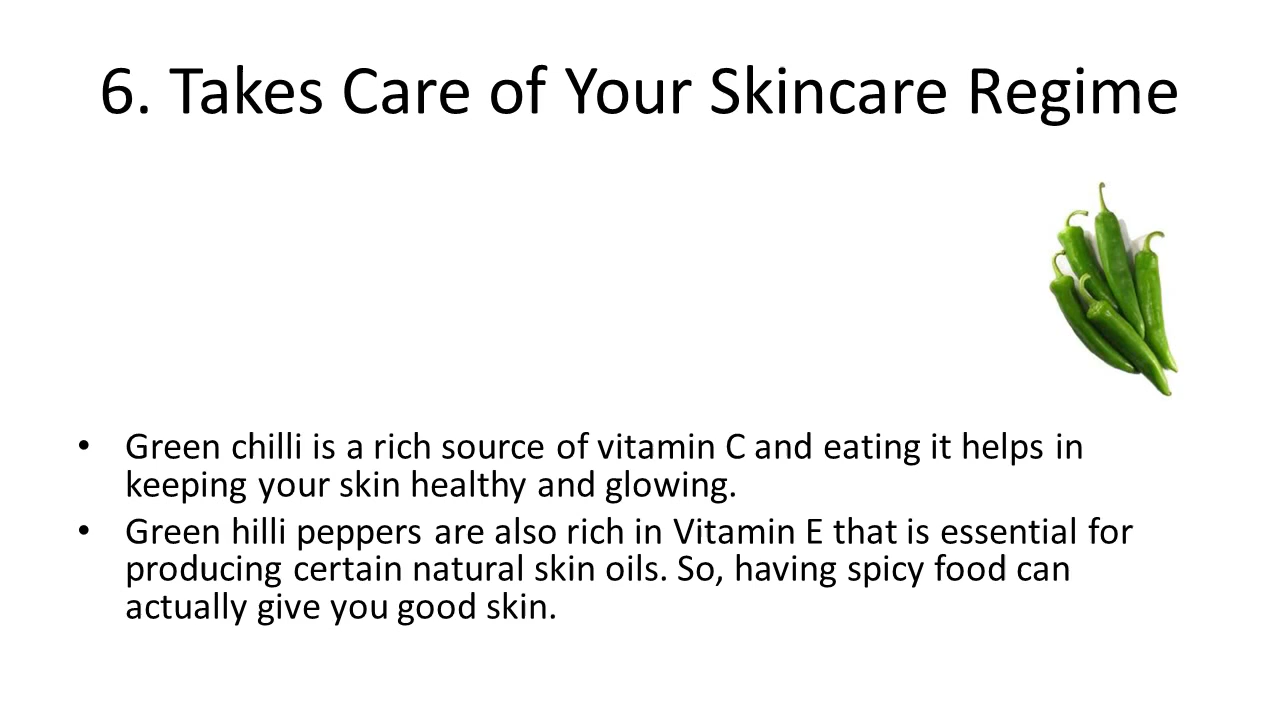 6. Takes Care of Your Skincare Regime
• Green chilli is a rich source of vitamin C and eating it helps in
keeping your skin healthy and glowing.
• Green hilli peppers are also rich in Vitamin E that is essential for
producing certain natural skin oils. So, having spicy food can
actually give you good skin.